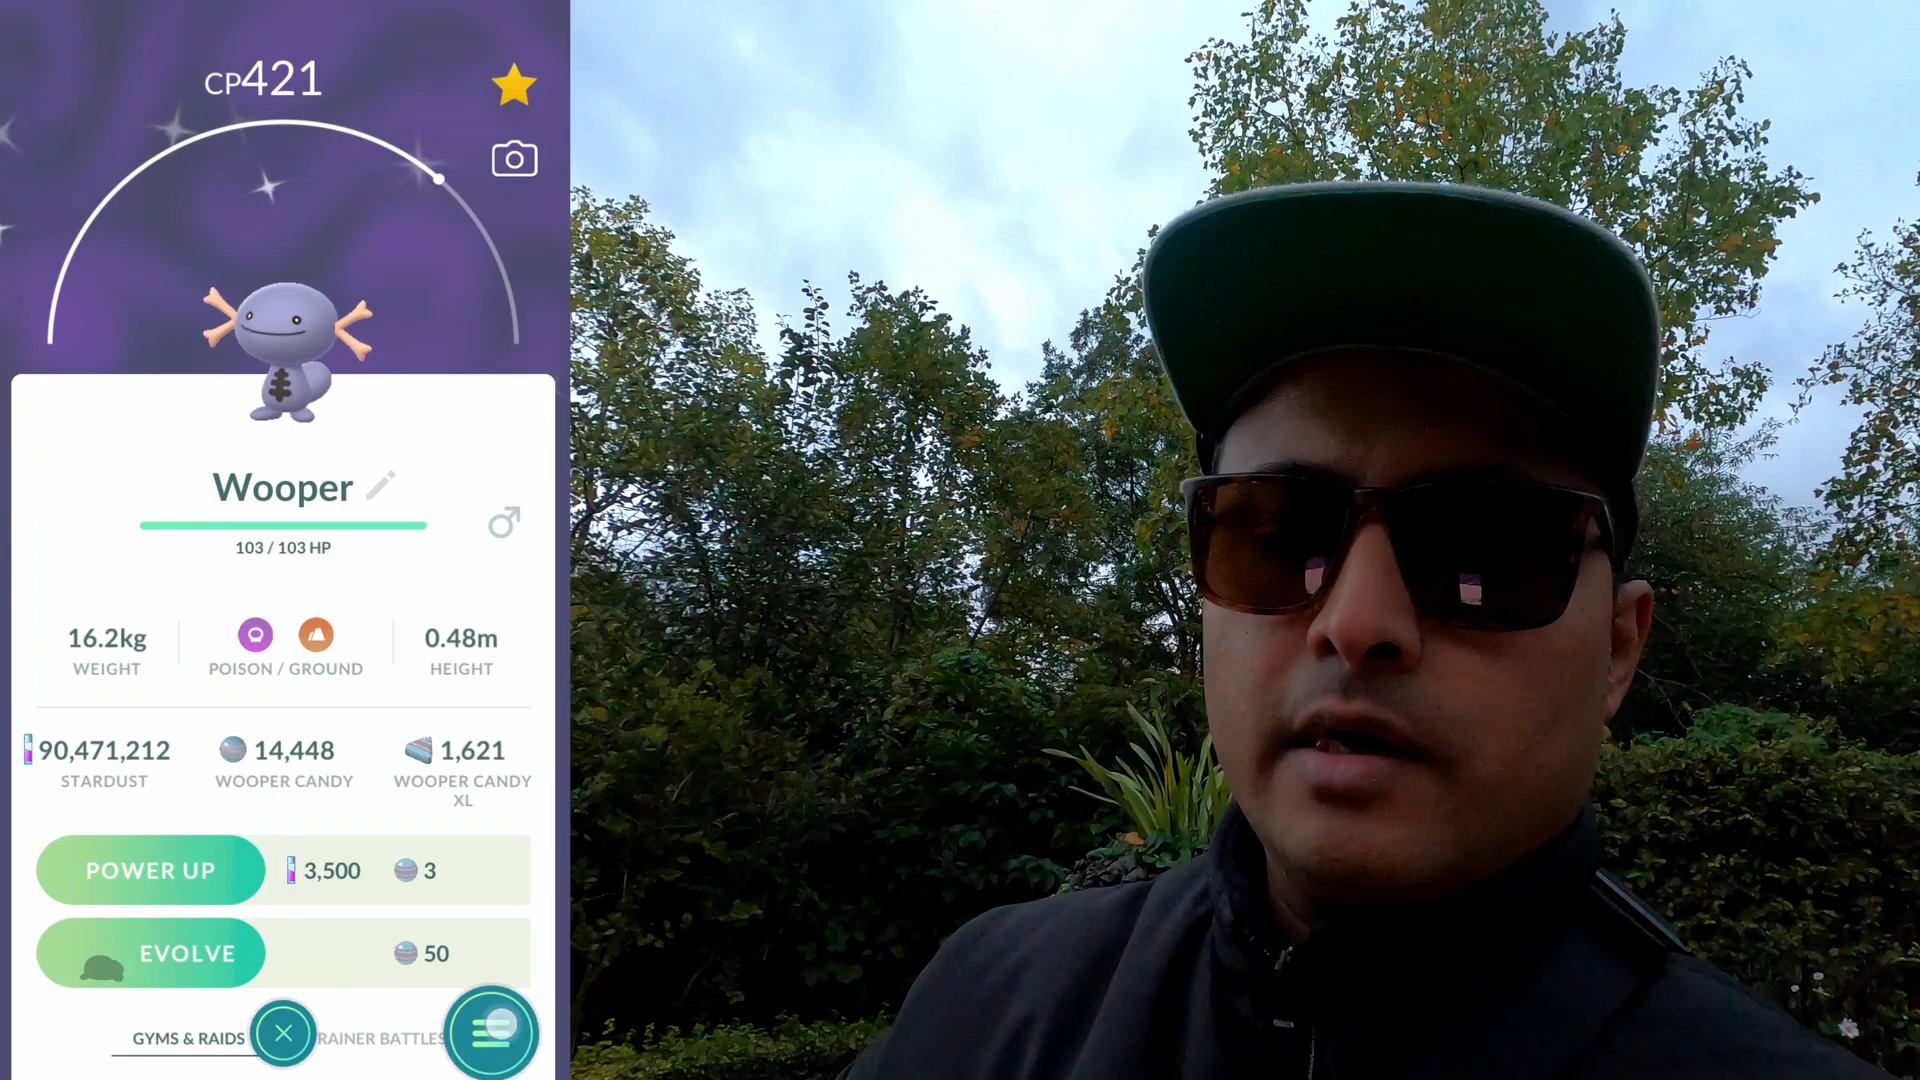 CP421
Wooper
103 / 103 HP
16.2kg
WEIGHT
POISON / GROUND
0.48m
HEIGHT
90,471,212
STARDUST
14,448
WOOPER CANDY
1,621
WOOPER CANDY
XL
POWER UP 3,500 3
EVOLVE 50
GYMS & RAIDS RAINER BATTLES